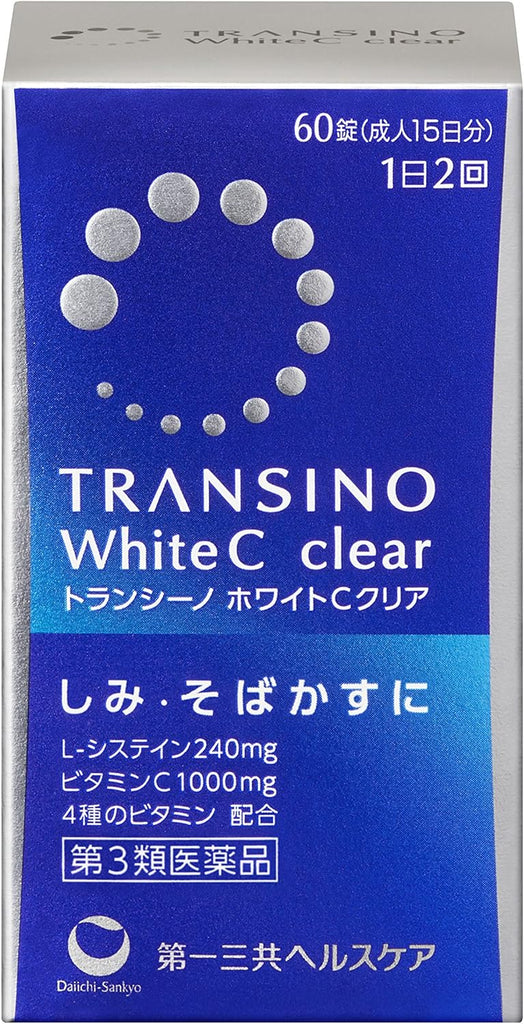 TRANSINO
White C clear
60錠(成人15日分)
1日2回
TRANSINO
White C clear
トランシーノ ホワイトCクリア
しみ・そばかすに
L-システイン240mg
ビタミンC1000mg
4種のビタミン 配合
第3類医薬品
第一三共ヘルスケア
Daiichi-Sankyo